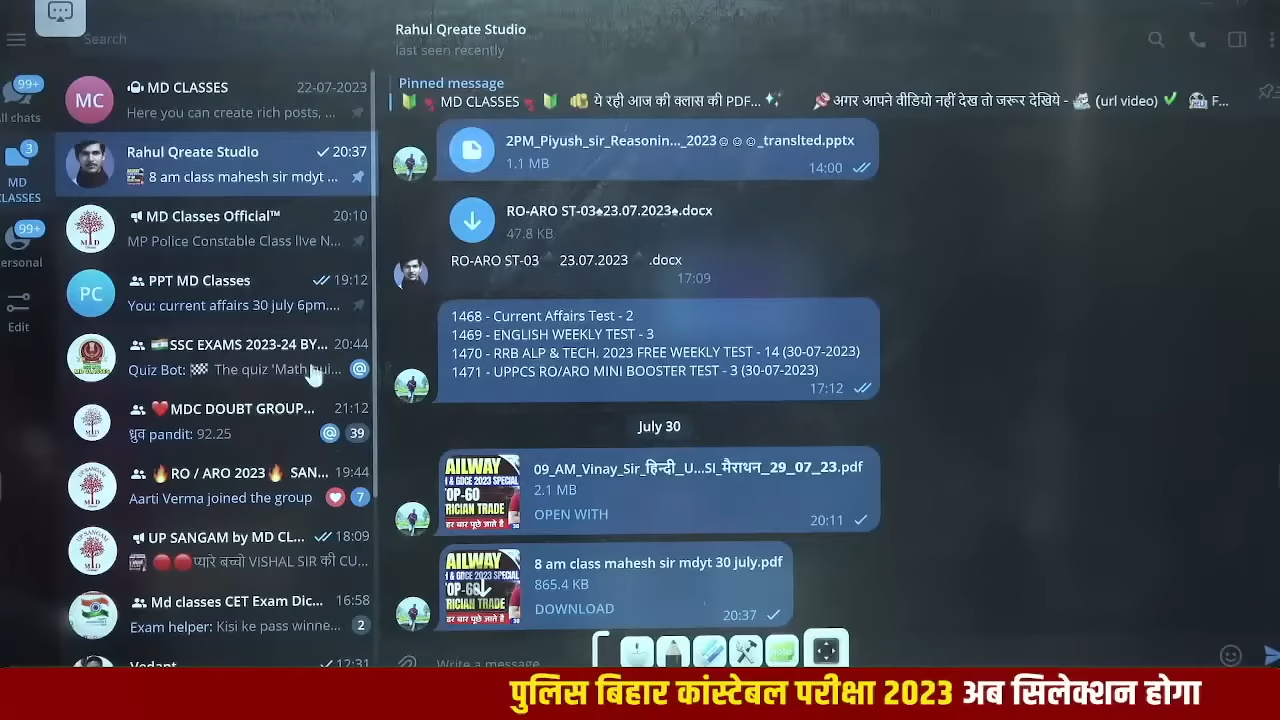 Search
99+
All chats
3
MD
CLASSES
99+
Personal
Edit
MC
MD CLASSES 22-07-2023
Here you can create rich posts, ...
Rahul Qreate Studio 20:37
8 am class mahesh sir mdyt ...
MD Classes Official™ 20:10
MP Police Constable Class lIve N...
PC
PPT MD Classes 19:12
You: current affairs 30 july 6pm....
SSC EXAMS 2023-24 BY... 20:44
Quiz Bot: 🏁 The quiz 'Math qui... @
❤️MDC DOUBT GROUP... 21:12
ध्रुव pandit: 92.25 @ 39
🔥RO / ARO 2023🔥 SAN... 19:44
Aarti Verma joined the group 7
UP SANGAM by MD CL... 18:09
🔴🔴प्यारे बच्चो VISHAL SIR की CU...
Md classes CET Exam Dic... 16:58
Exam helper: Kisi ke pass winne... 2
Vedant 12:31
Rahul Qreate Studio
last seen recently
Pinned message
MD CLASSES ये रही आज की क्लास की PDF... अगर आपने वीडियो नहीं देख तो जरूर देखिये - (url video) F...
2PM_Piyush_sir_Reasonin..._2023☺☺☺_translted.pptx
1.1 MB
14:00
RO-ARO ST-03♠23.07.2023♠.docx
47.8 KB
RO-ARO ST-03 23.07.2023 .docx
17:09
1468 - Current Affairs Test - 2
1469 - ENGLISH WEEKLY TEST - 3
1470 - RRB ALP & TECH. 2023 FREE WEEKLY TEST - 14 (30-07-2023)
1471 - UPPCS RO/ARO MINI BOOSTER TEST - 3 (30-07-2023)
17:12
July 30
09_AM_Vinay_Sir_हिन्दी_U...SI_मैराथन_29_07_23.pdf
2.1 MB
OPEN WITH
20:11
8 am class mahesh sir mdyt 30 july.pdf
865.4 KB
DOWNLOAD
20:37
Write a message
पुलिस बिहार कांस्टेबल परीक्षा 2023 अब सिलेक्शन होगा